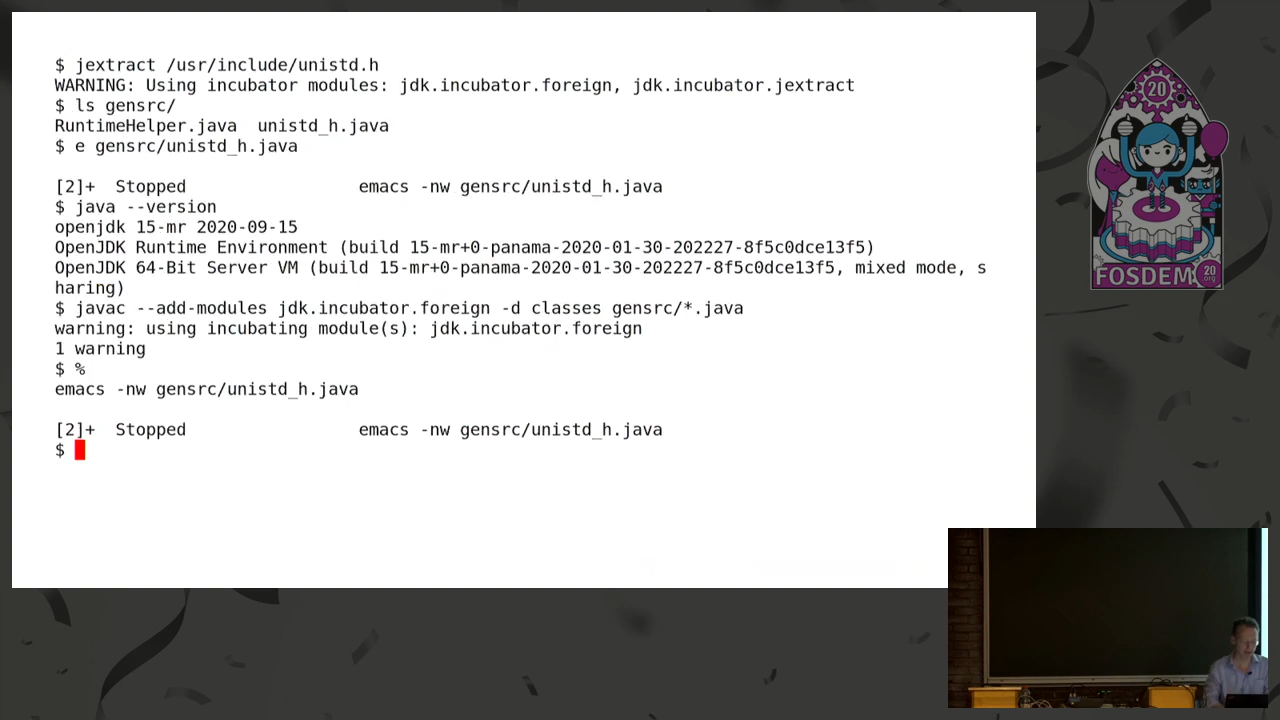 $ jextract /usr/include/unistd.h
WARNING: Using incubator modules: jdk.incubator.foreign, jdk.incubator.jextract
$ ls gensrc/
RuntimeHelper.java  unistd_h.java
$ e gensrc/unistd_h.java
[2]+  Stopped                 emacs -nw gensrc/unistd_h.java
$ java --version
openjdk 15-mr 2020-09-15
OpenJDK Runtime Environment (build 15-mr+0-panama-2020-01-30-202227-8f5c0dce13f5)
OpenJDK 64-Bit Server VM (build 15-mr+0-panama-2020-01-30-202227-8f5c0dce13f5, mixed mode, s
haring)
$ javac --add-modules jdk.incubator.foreign -d classes gensrc/*.java
warning: using incubating module(s): jdk.incubator.foreign
1 warning
$ %
emacs -nw gensrc/unistd_h.java
[2]+  Stopped                 emacs -nw gensrc/unistd_h.java
$
20
FOSDEM
20
.org